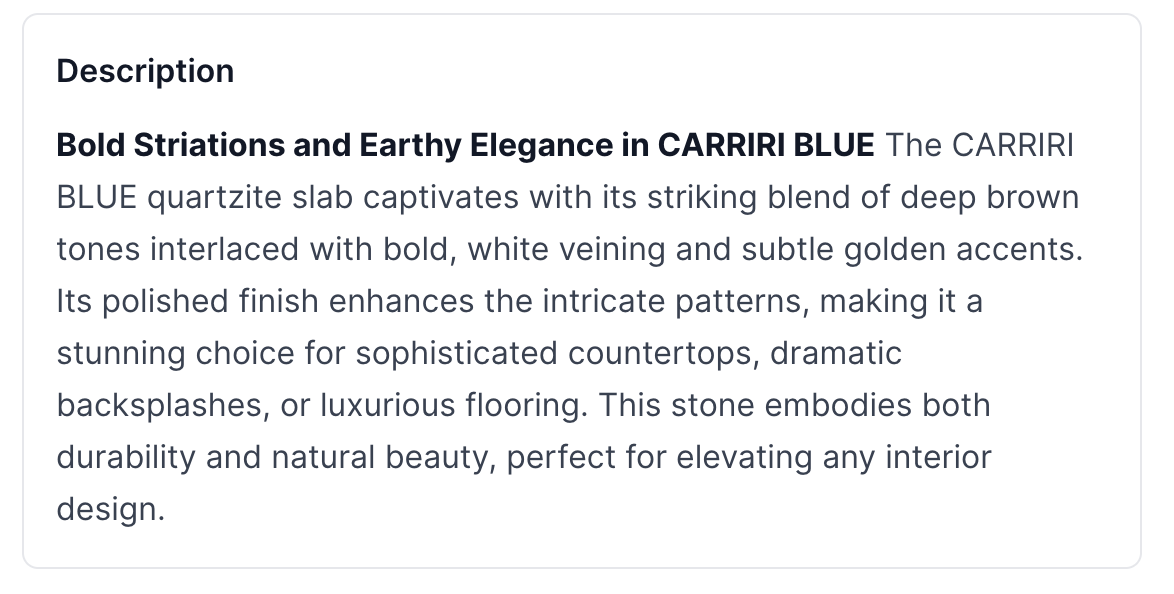 Description
Bold Striations and Earthy Elegance in CARRIRI BLUE The CARRIRI
BLUE quartzite slab captivates with its striking blend of deep brown
tones interlaced with bold, white veining and subtle golden accents.
Its polished finish enhances the intricate patterns, making it a
stunning choice for sophisticated countertops, dramatic
backsplashes, or luxurious flooring. This stone embodies both
durability and natural beauty, perfect for elevating any interior
design.